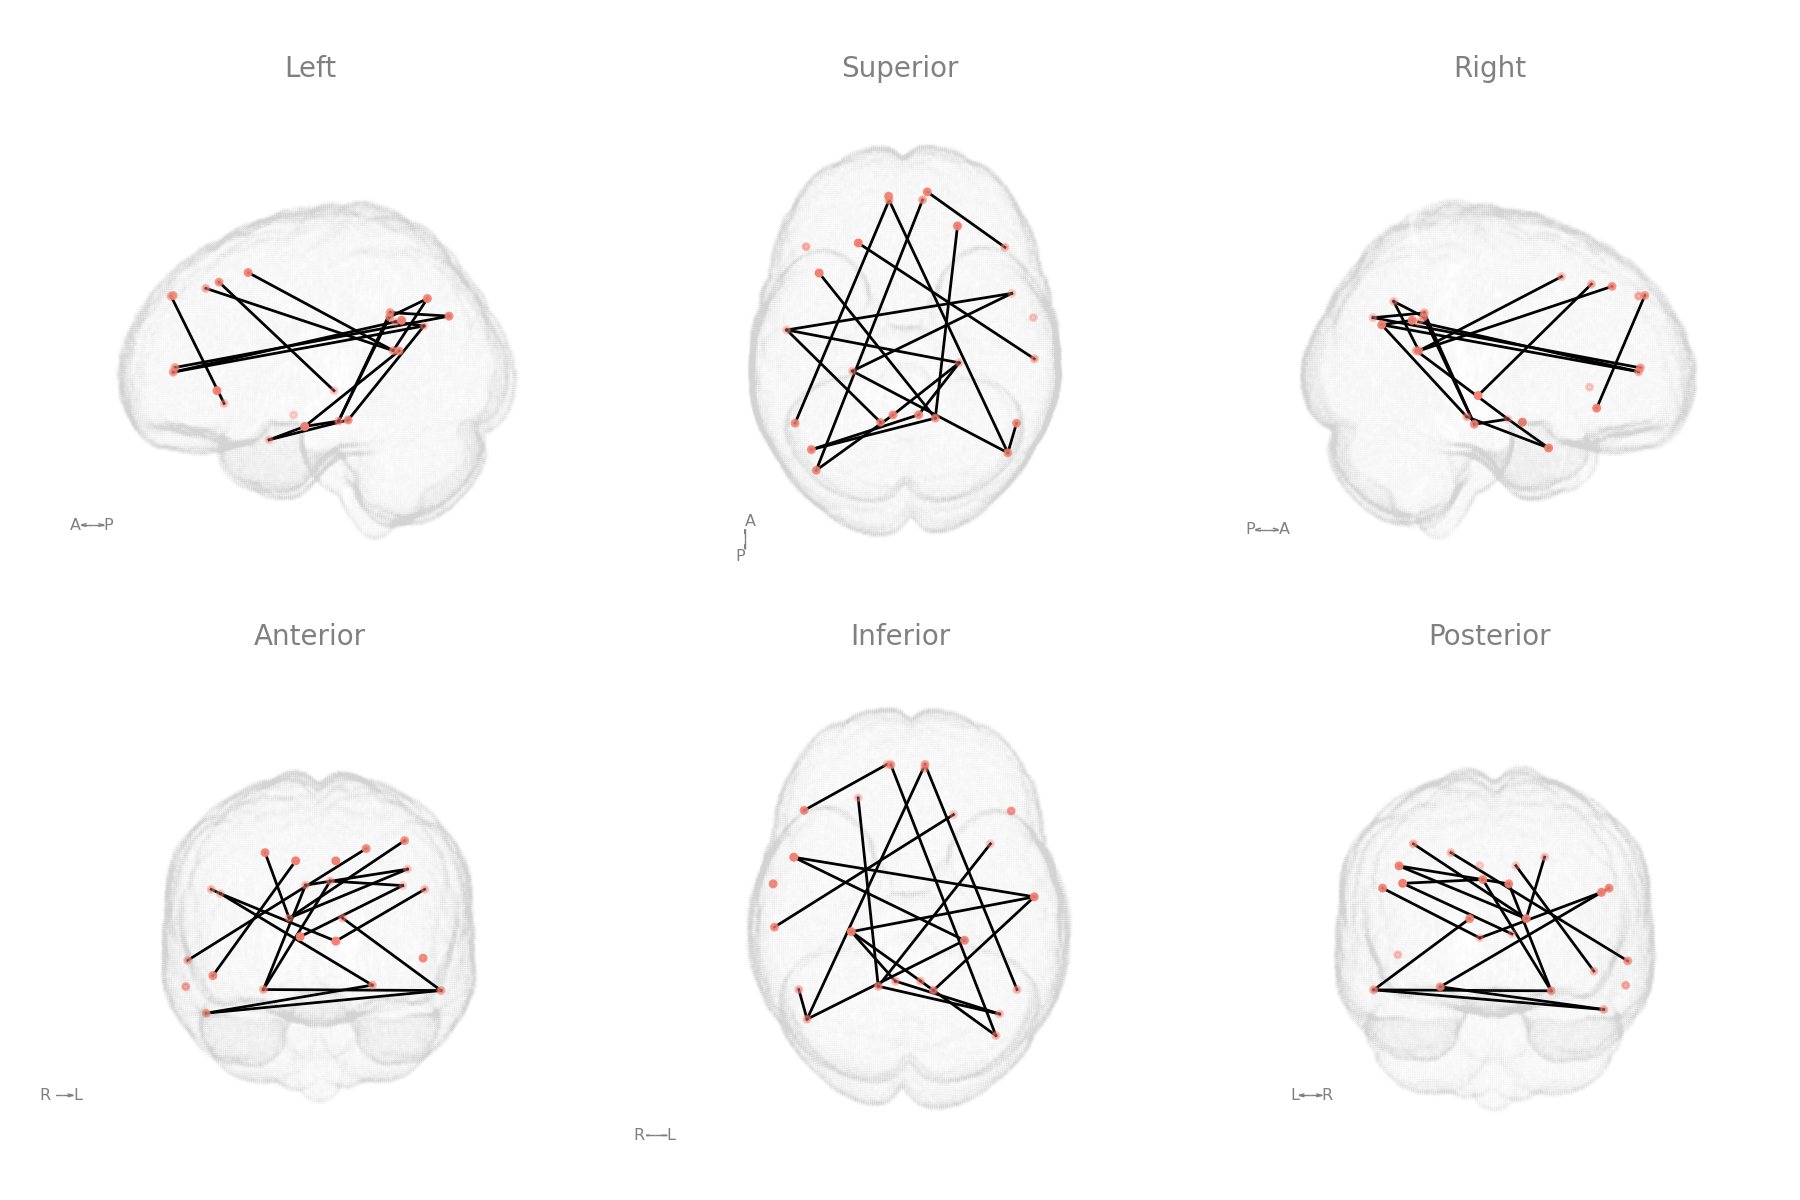 Left
Superior
Right
A
P
A
P
P
A
Anterior
Inferior
Posterior
R
L
R
L
L
R